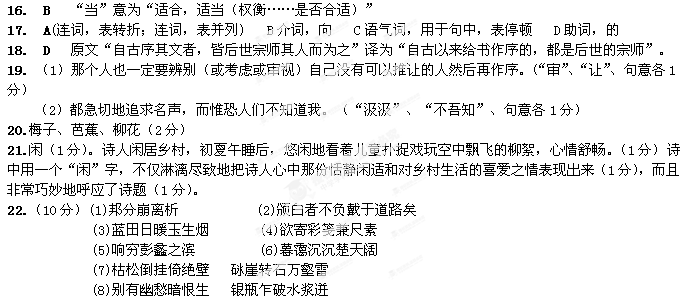 16. B “当”意为“适合，适当（权衡……是否合适）”
17. A(连词，表转折；连词，表并列) B介词，向 C语气词，用于句中，表停顿 D助词，的
18. D 原文“自古序其文者，皆后世宗师其人而为之”译为“自古以来给书作序的，都是后世的宗师”。
19. （1）那个人也一定要辨别（或考虑或审视）自己没有可以推让的人然后再作序。（“审”、“让”、句意各1
分）
（2）都急切地追求名声，而惟恐人们不知道我。（“汲汲”、“不吾知”、句意各1分）
20.梅子、芭蕉、柳花（2分）
21.闲（1分）。诗人闲居乡村，初夏午睡后，悠闲地看着儿童扑捉戏玩空中飘飞的柳絮，心情舒畅。（1分）诗
中用一个“闲”字，不仅淋漓尽致地把诗人心中那份恬静闲适和对乡村生活的喜爱之情表现出来（1分），而且
非常巧妙地呼应了诗题（1分）。
22.（10分）(1)邦分崩离析 (2)颁白者不负戴于道路矣
(3)蓝田日暖玉生烟 (4)欲寄彩笺兼尺素
(5)响穷彭蠡之滨 (6)暮霭沉沉楚天阔
(7)枯松倒挂倚绝壁 砯崖转石万壑雷
(8)别有幽愁暗恨生 银瓶乍破水浆迸